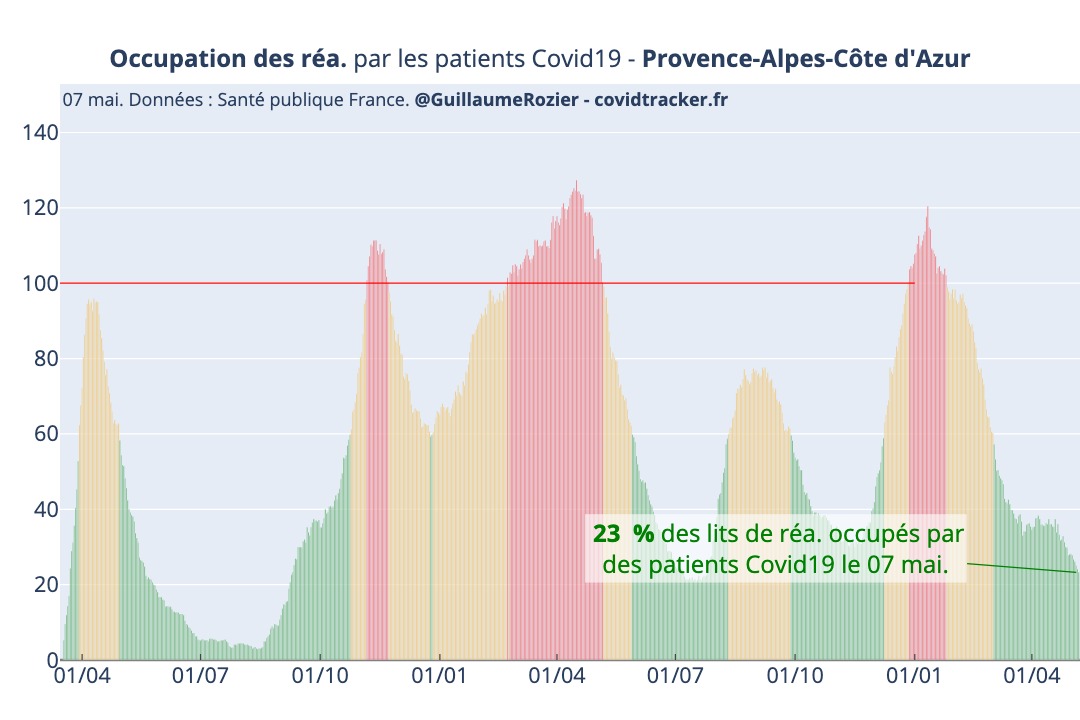 Occupation des réa. par les patients Covid19 - Provence-Alpes-Côte d'Azur
07 mai. Données : Santé publique France. @GuillaumeRozier - covidtracker.fr
140
120
100
80
60
40
20
0
23 % des lits de réa. occupés par
des patients Covid19 le 07 mai.
01/04 01/07 01/10 01/01 01/04 01/07 01/10 01/01 01/04